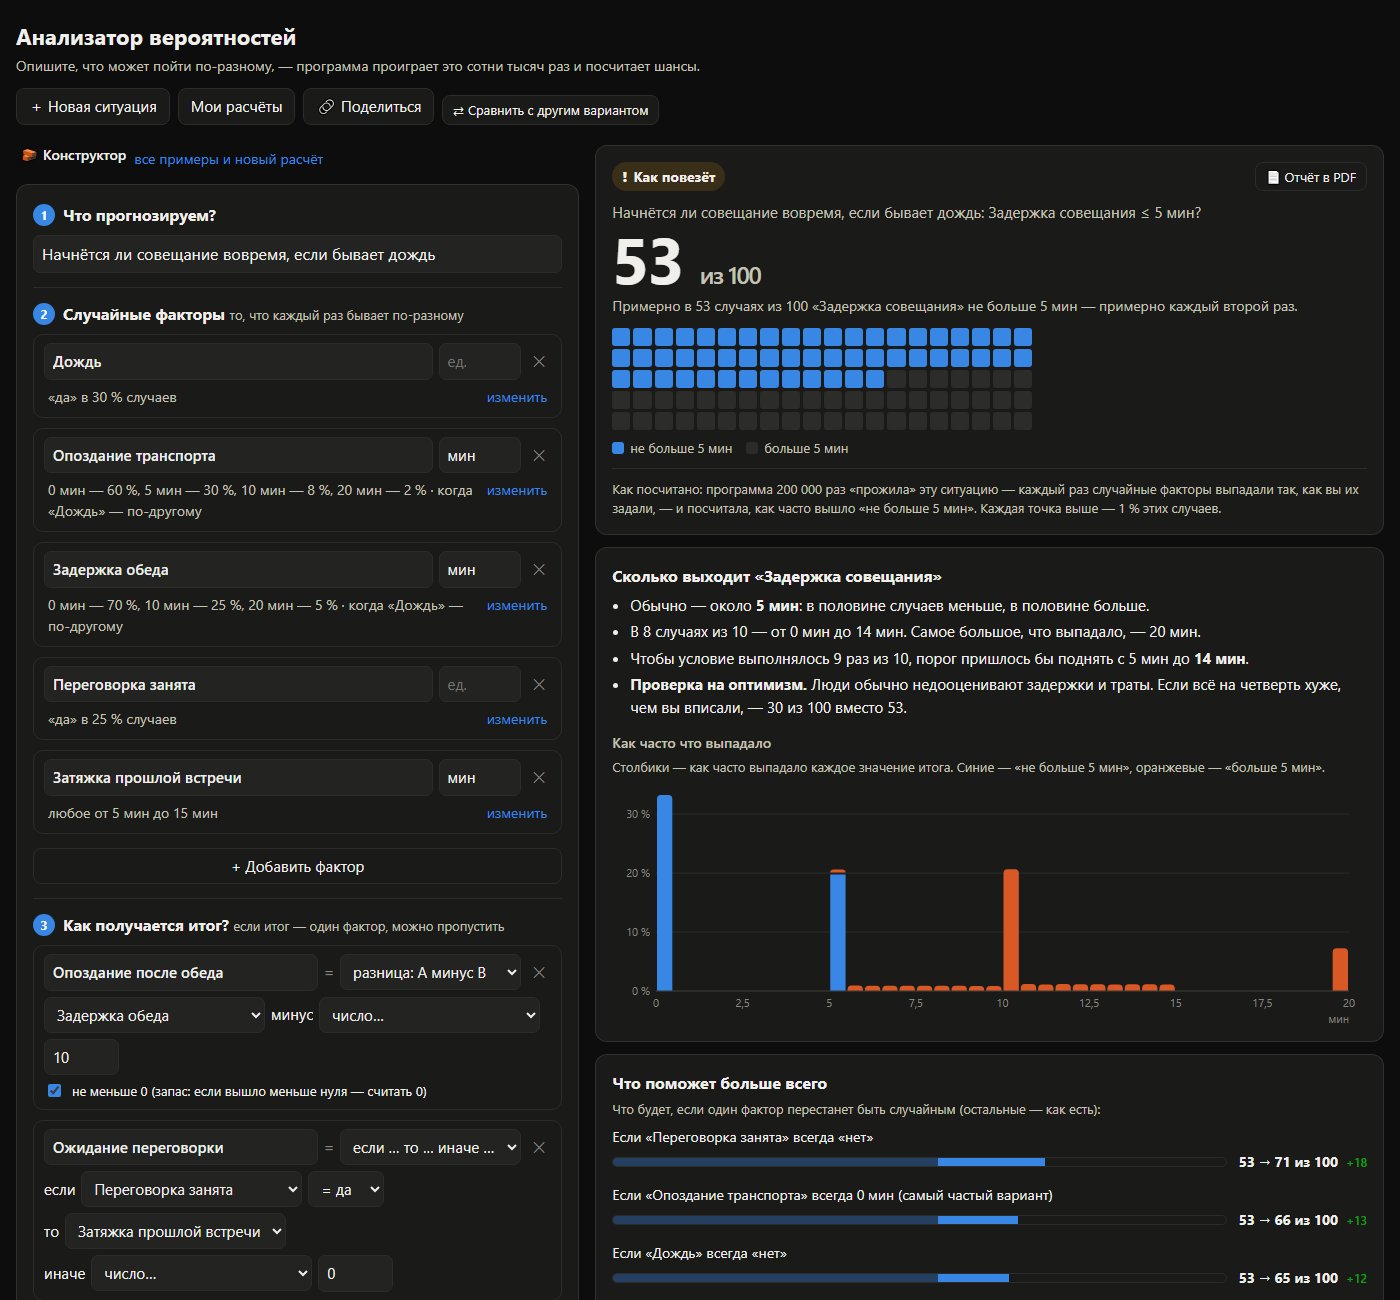 Анализатор вероятностей
Опишите, что может пойти по-разному, — программа проиграет это сотни тысяч раз и посчитает шансы.
+ Новая ситуация
Мои расчёты
Поделиться
⇄ Сравнить с другим вариантом
Конструктор
все примеры и новый расчёт
1 Что прогнозируем?
Начнётся ли совещание вовремя, если бывает дождь
2 Случайные факторы то, что каждый раз бывает по-разному
Дождь
ед.
«да» в 30 % случаев
изменить
Опоздание транспорта
мин
0 мин — 60 %, 5 мин — 30 %, 10 мин — 8 %, 20 мин — 2 % · когда
«Дождь» — по-другому
изменить
Задержка обеда
мин
0 мин — 70 %, 10 мин — 25 %, 20 мин — 5 % · когда «Дождь» —
по-другому
изменить
Переговорка занята
ед.
«да» в 25 % случаев
изменить
Затяжка прошлой встречи
мин
любое от 5 мин до 15 мин
изменить
+ Добавить фактор
3 Как получается итог? если итог — один фактор, можно пропустить
Опоздание после обеда = разница: A минус B
Задержка обеда минус число...
10
не меньше 0 (запас: если вышло меньше нуля — считать 0)
Ожидание переговорки = если ... то ... иначе ...
если Переговорка занята = да
то Затяжка прошлой встречи
иначе число... 0
! Как повезёт
Отчёт в PDF
Начнётся ли совещание вовремя, если бывает дождь: Задержка совещания ≤ 5 мин?
53 из 100
Примерно в 53 случаях из 100 «Задержка совещания» не больше 5 мин — примерно каждый второй раз.
не больше 5 мин
больше 5 мин
Как посчитано: программа 200 000 раз «прожила» эту ситуацию — каждый раз случайные факторы выпадали так, как вы их
задали, — и посчитала, как часто вышло «не больше 5 мин». Каждая точка выше — 1 % этих случаев.
Сколько выходит «Задержка совещания»
• Обычно — около 5 мин: в половине случаев меньше, в половине больше.
• В 8 случаях из 10 — от 0 мин до 14 мин. Самое большое, что выпадало, — 20 мин.
• Чтобы условие выполнялось 9 раз из 10, порог пришлось бы поднять с 5 мин до 14 мин.
• Проверка на оптимизм. Люди обычно недооценивают задержки и траты. Если всё на четверть хуже,
чем вы вписали, — 30 из 100 вместо 53.
Как часто что выпадало
Столбики — как часто выпадало каждое значение итога. Синие — «не больше 5 мин», оранжевые — «больше 5 мин».
30 %
20 %
10 %
0 %
0 2,5 5 7,5 10 12,5 15 17,5 20
мин
Что поможет больше всего
Что будет, если один фактор перестанет быть случайным (остальные — как есть):
Если «Переговорка занята» всегда «нет»
53 → 71 из 100 +18
Если «Опоздание транспорта» всегда 0 мин (самый частый вариант)
53 → 66 из 100 +13
Если «Дождь» всегда «нет»
53 → 65 из 100 +12